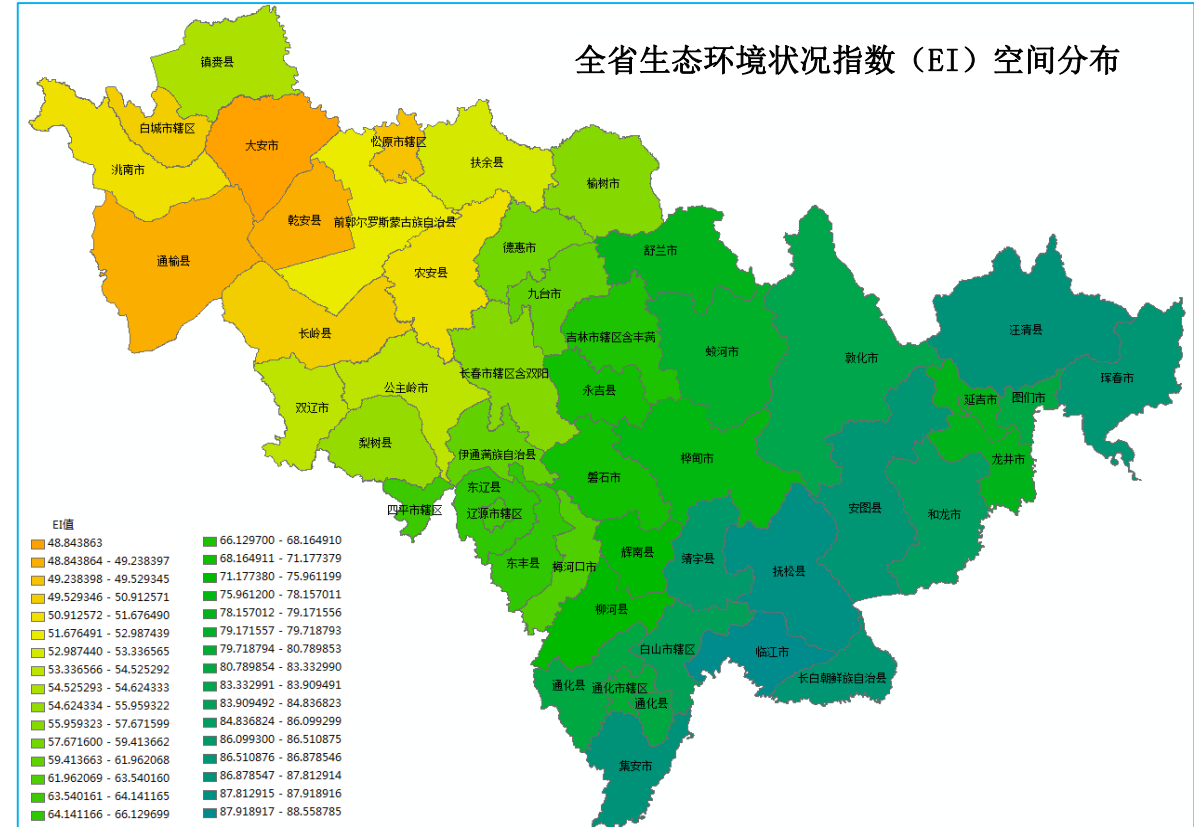 全省生态环境状况指数（EI）空间分布
镇赉县
白城市辖区
大安市
松原市辖区
扶余县
洮南市
榆树市
乾安县
前郭尔罗斯蒙古族自治县
德惠市
舒兰市
通榆县
农安县
九台市
长岭县
吉林市辖区含丰满
蛟河市
敦化市
汪清县
珲春市
长春市辖区含双阳
公主岭市
永吉县
双辽市
延吉市
图们市
梨树县
伊通满族自治县
磐石市
桦甸市
龙井市
东辽县
四平市辖区
辽源市辖区
安图县
和龙市
东丰县
梅河口市
辉南县
靖宇县
抚松县
柳河县
白山市辖区
临江市
长白朝鲜族自治县
通化县
通化市辖区
通化县
集安市
EI值
48.843863
48.843864 - 49.238397
49.238398 - 49.529345
49.529346 - 50.912571
50.912572 - 51.676490
51.676491 - 52.987439
52.987440 - 53.336565
53.336566 - 54.525292
54.525293 - 54.624333
54.624334 - 55.959322
55.959323 - 57.671599
57.671600 - 59.413662
59.413663 - 61.962068
61.962069 - 63.540160
63.540161 - 64.141165
64.141166 - 66.129699
66.129700 - 68.164910
68.164911 - 71.177379
71.177380 - 75.961199
75.961200 - 78.157011
78.157012 - 79.171556
79.171557 - 79.718793
79.718794 - 80.789853
80.789854 - 83.332990
83.332991 - 83.909491
83.909492 - 84.836823
84.836824 - 86.099299
86.099300 - 86.510875
86.510876 - 86.878546
86.878547 - 87.812914
87.812915 - 87.918916
87.918917 - 88.558785